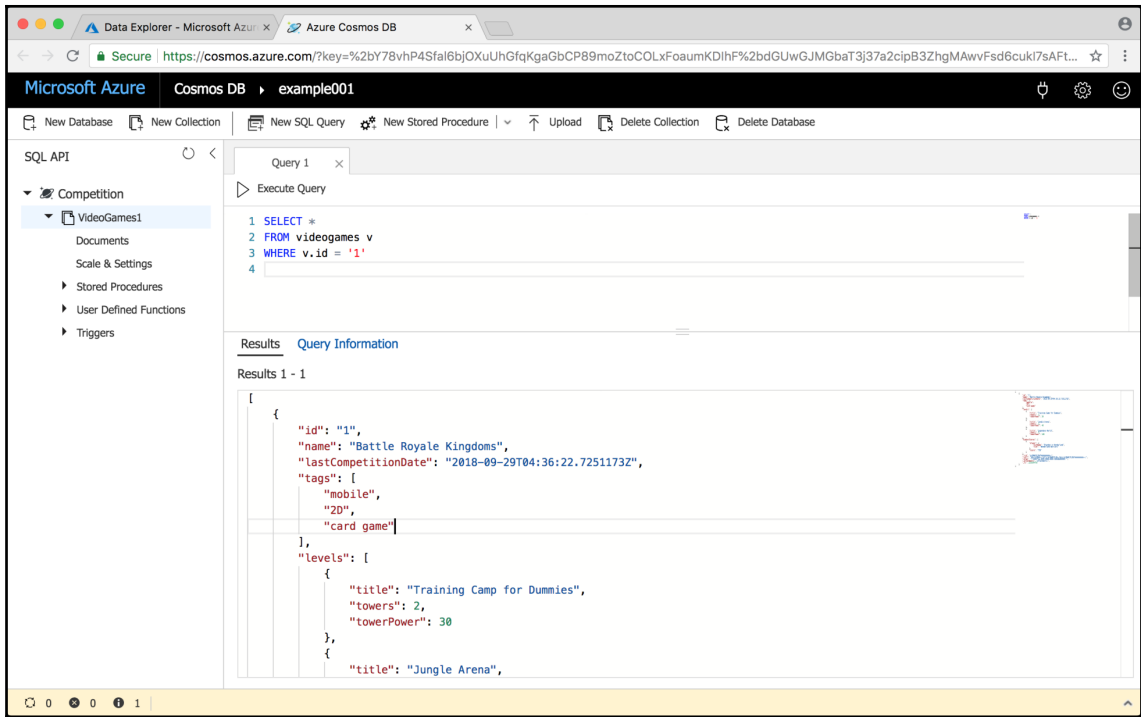 Data Explorer - Microsoft Azur
Azure Cosmos DB
Secure https://cosmos.azure.com/?key=%2bY78vhP4SfaI6bjOXuUhGfqKgaGbCP89moZtoCOLxFoaumKDIhF%2bdGUwGJMGbaT3j37a2cipB3ZhgMAwvFsd6cukI7sAFt...
Microsoft Azure Cosmos DB example001
New Database New Collection New SQL Query New Stored Procedure Upload Delete Collection Delete Database
SQL API
Competition
VideoGames1
Documents
Scale & Settings
Stored Procedures
User Defined Functions
Triggers
Query 1
Execute Query
1 SELECT *
2 FROM videogames v
3 WHERE v.id = '1'
4
Results Query Information
Results 1 - 1
[
{
"id": "1",
"name": "Battle Royale Kingdoms",
"lastCompetitionDate": "2018-09-29T04:36:22.7251173Z",
"tags": [
"mobile",
"2D",
"card game"
],
"levels": [
{
"title": "Training Camp for Dummies",
"towers": 2,
"towerPower": 30
},
{
"title": "Jungle Arena",
0 0 1